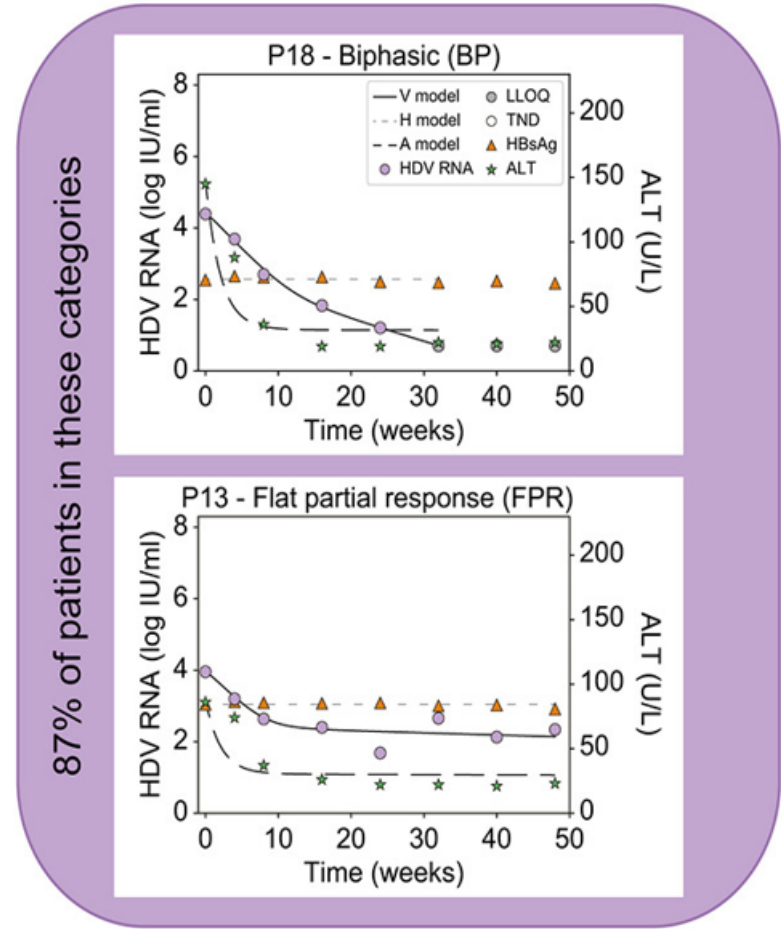 87% of patients in these categories
P18 - Biphasic (BP)
HDV RNA (log IU/ml)
8
6
4
2
0
V model
H model
A model
HDV RNA
LLOQ
TND
HBsAg
ALT
200
150
100
50
0
ALT (U/L)
0 10 20 30 40 50
Time (weeks)
P13 - Flat partial response (FPR)
HDV RNA (log IU/ml)
8
6
4
2
0
200
150
100
50
0
ALT (U/L)
0 10 20 30 40 50
Time (weeks)